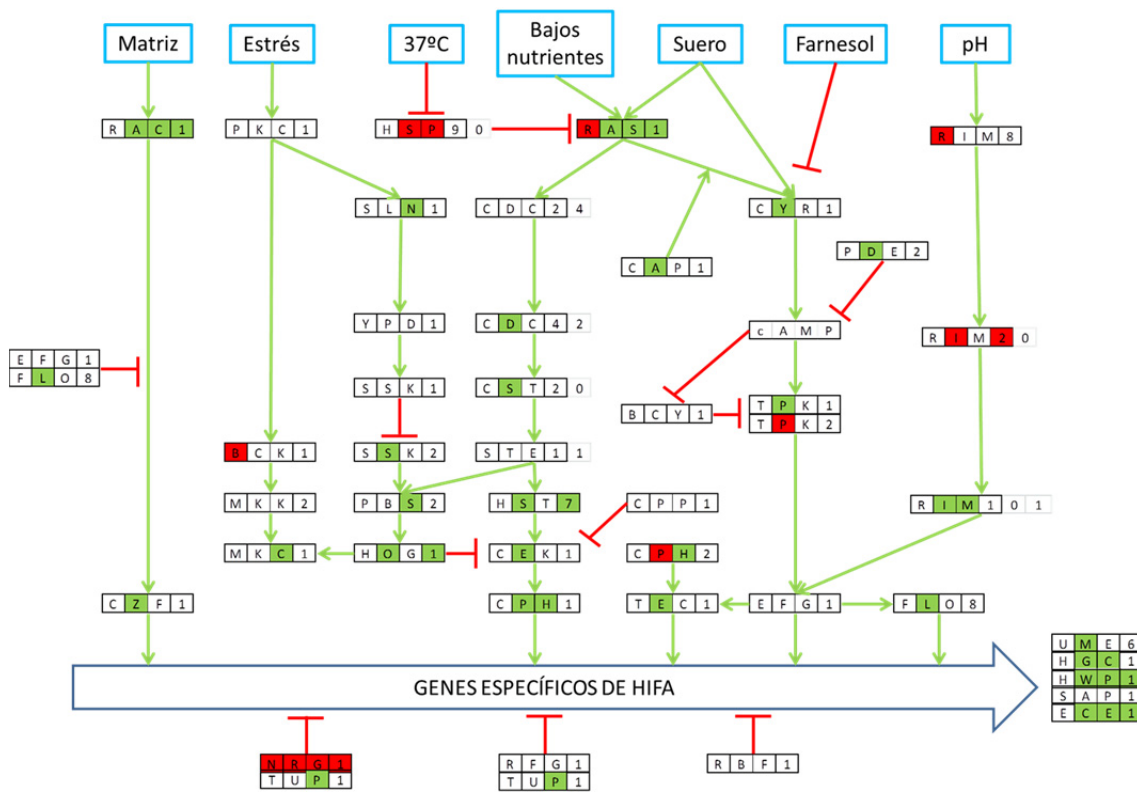 Matriz
Estrés
37ºC
Bajos
nutrientes
Suero
Farnesol
pH
RAC1
PKC1
HSP90
RAS1
RIM8
SLN1
CDC24
CYR1
CAP1
PDE2
YPD1
CDC42
cAMP
RIM20
EFG1
FLO8
SSK1
CST20
BCY1
TPK1
TPK2
BCK1
SSK2
STE11
MKK2
PBS2
HST7
CPP1
RIM101
MKC1
HOG1
CEK1
CPH2
CZF1
CPH1
TEC1
EFG1
FLO8
GENES ESPECÍFICOS DE HIFA
UME6
HGC1
HWP1
SAP1
ECE1
NRG1
TUP1
RFG1
TUP1
RBF1